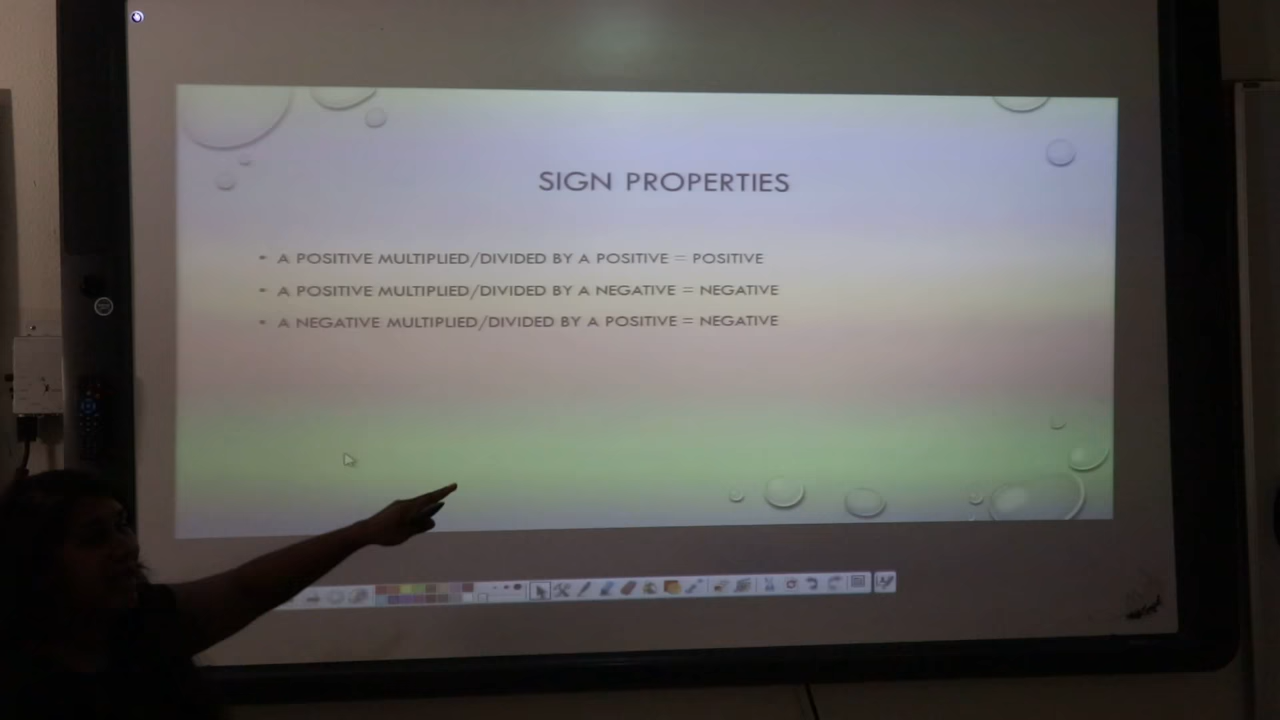 SIGN PROPERTIES
• A POSITIVE MULTIPLIED/DIVIDED BY A POSITIVE = POSITIVE
• A POSITIVE MULTIPLIED/DIVIDED BY A NEGATIVE = NEGATIVE
• A NEGATIVE MULTIPLIED/DIVIDED BY A POSITIVE = NEGATIVE